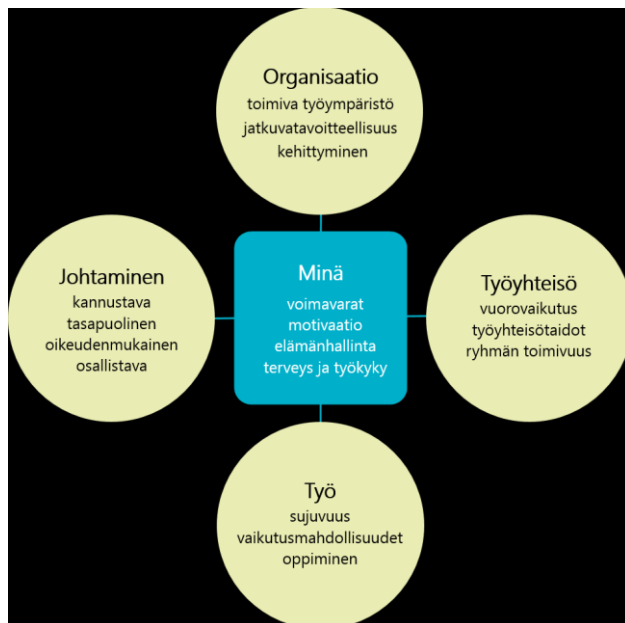 Organisaatio
toimiva työympäristö
jatkuvatavoitteellisuus
kehittyminen
Johtaminen
kannustava
tasapuolinen
oikeudenmukainen
osallistava
Minä
voimavarat
motivaatio
elämänhallinta
terveys ja työkyky
Työyhteisö
vuorovaikutus
työyhteisötaidot
ryhmän toimivuus
Työ
sujuvuus
vaikutusmahdollisuudet
oppiminen